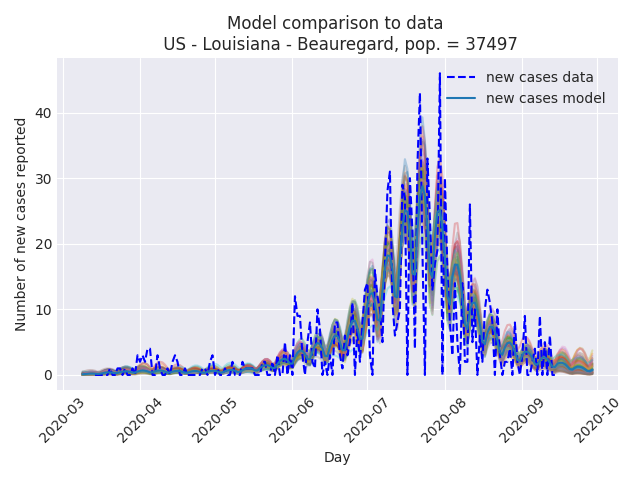 Model comparison to data
US - Louisiana - Beauregard, pop. = 37497
new cases data
new cases model
Number of new cases reported
40
30
20
10
0
2020-03
2020-04
2020-05
2020-06
2020-07
2020-08
2020-09
2020-10
Day